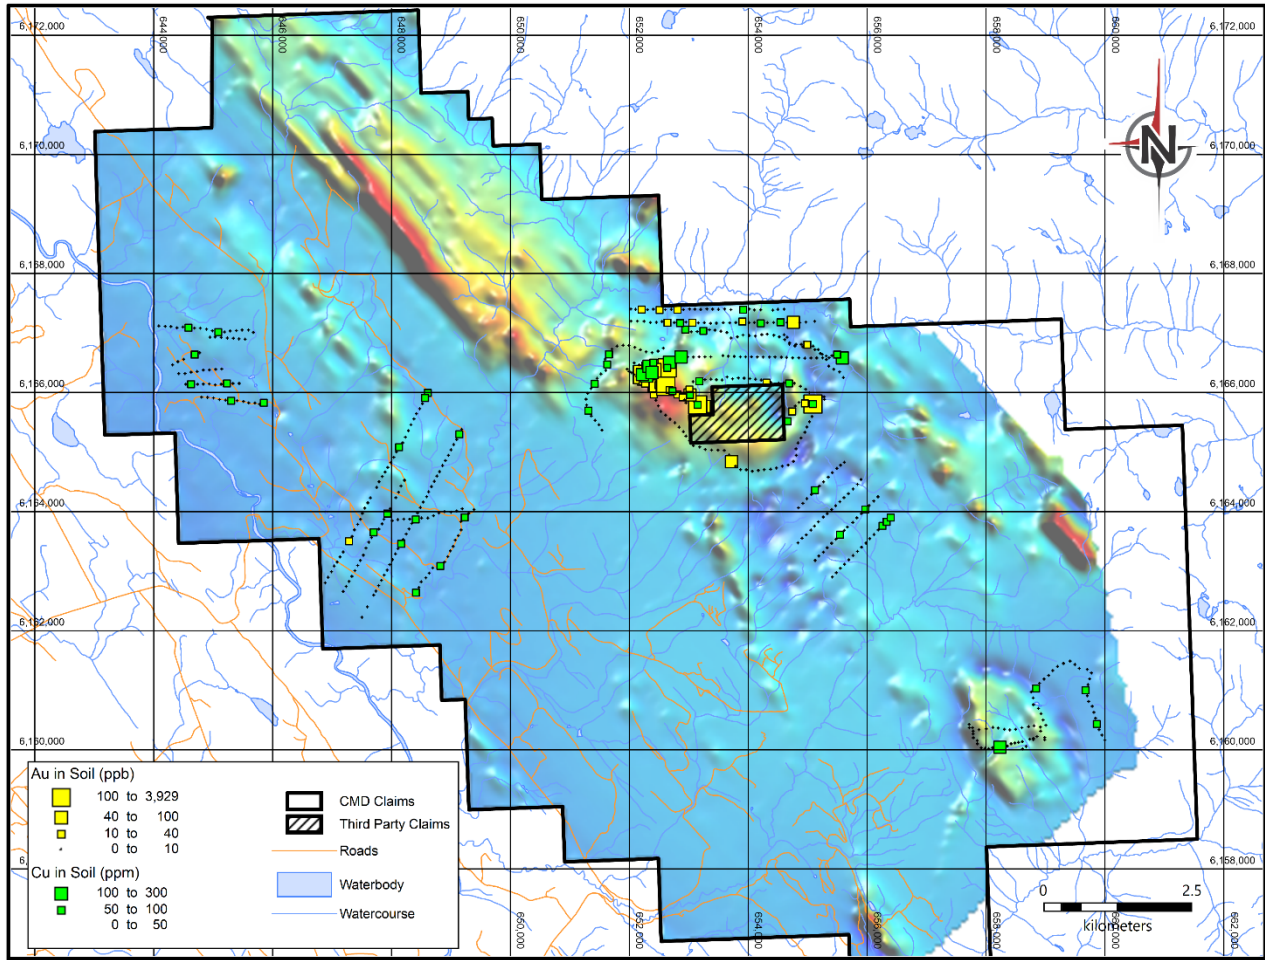 644,000 646,000 648,000 650,000 652,000 654,000 656,000 658,000 660,000
6,172,000 6,172,000
N
6,170,000 6,170,000
6,168,000 6,168,000
6,166,000 6,166,000
6,164,000 6,164,000
6,162,000 6,162,000
6,160,000 6,160,000
6,158,000
Au in Soil (ppb)
100 to 3,929
40 to 100
10 to 40
0 to 10
Cu in Soil (ppm)
100 to 300
50 to 100
0 to 50
CMD Claims
Third Party Claims
Roads
Waterbody
Watercourse
0 2.5
kilometers
650,000 652,000 654,000 656,000 658,000 660,000 662,000